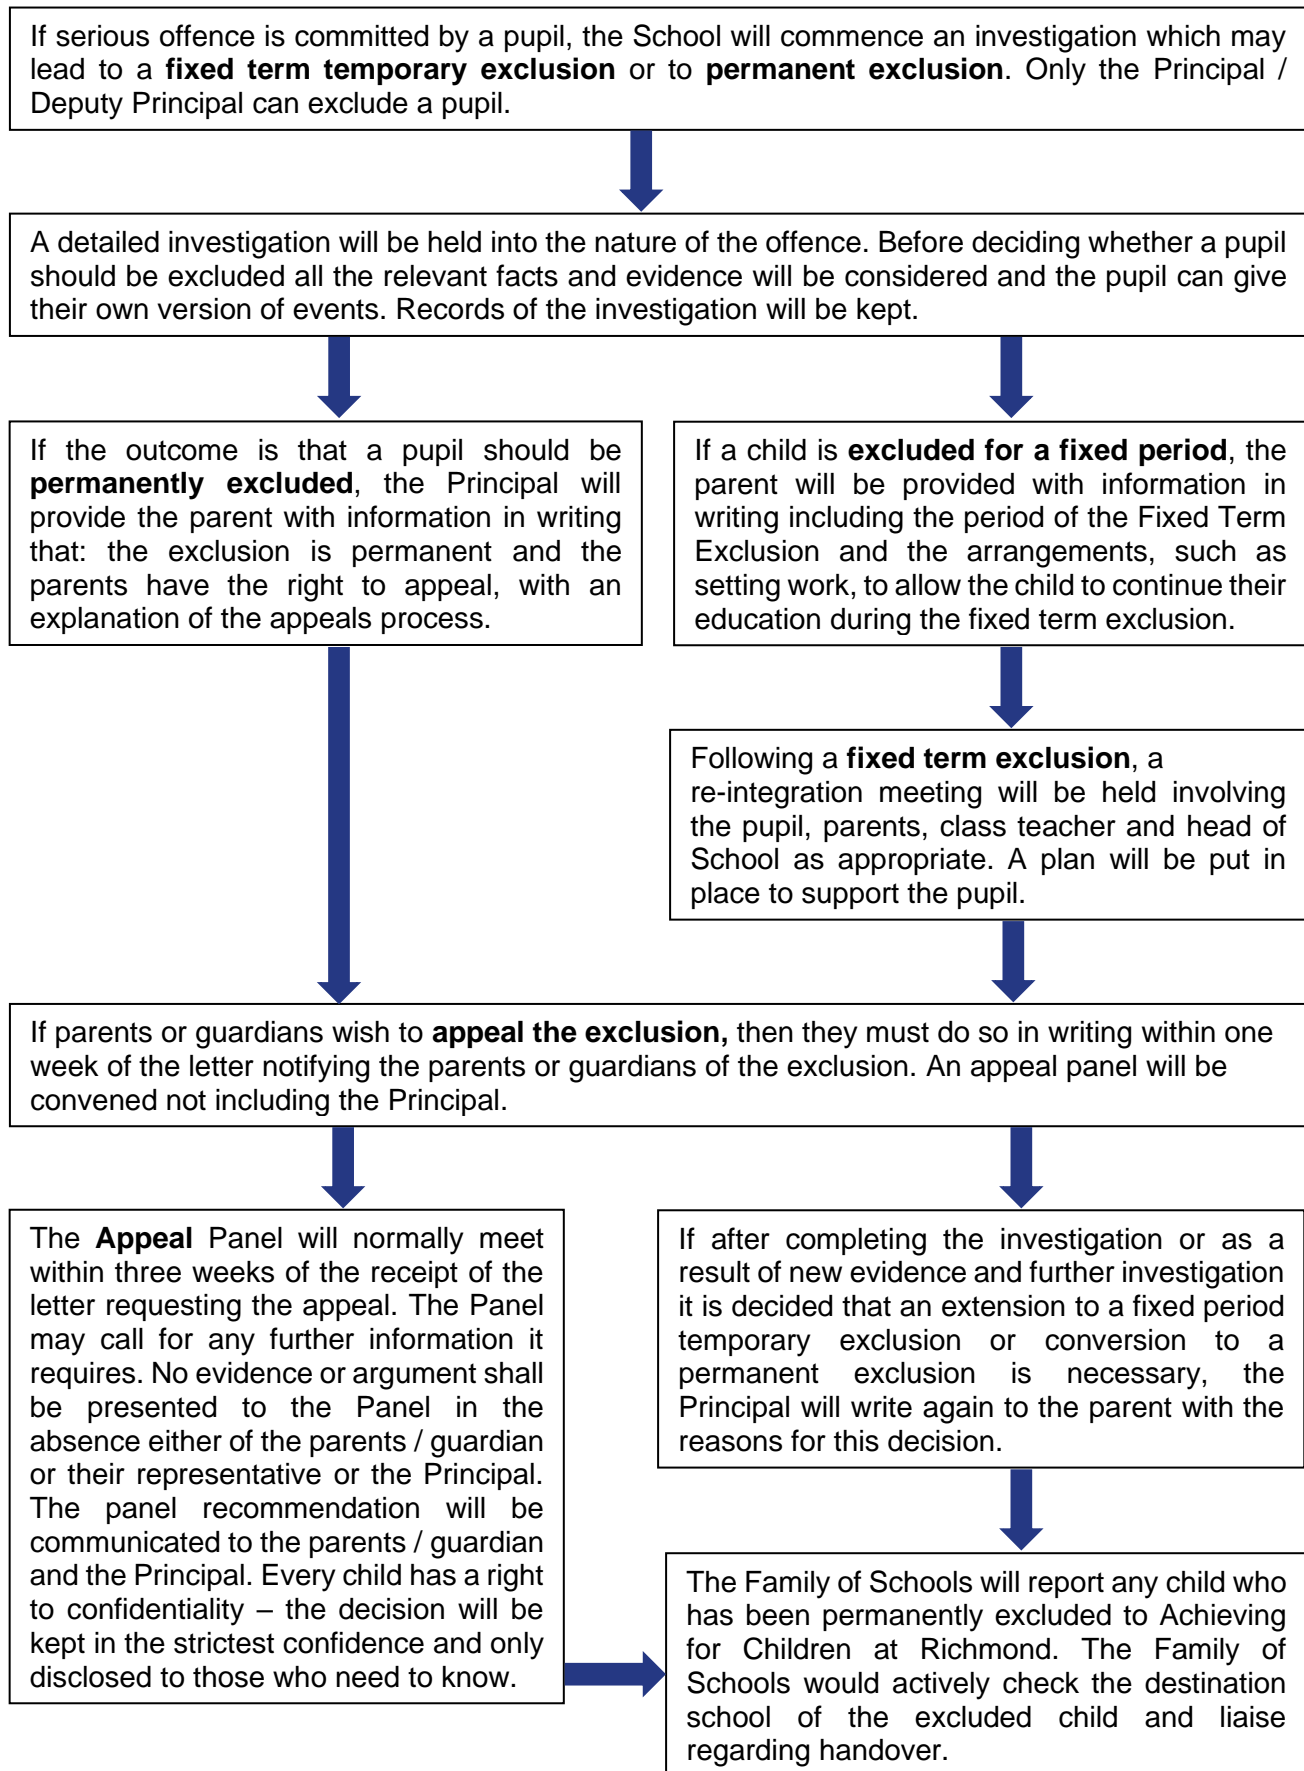 If serious offence is committed by a pupil, the School will commence an investigation which may
lead to a fixed term temporary exclusion or to permanent exclusion. Only the Principal /
Deputy Principal can exclude a pupil.
A detailed investigation will be held into the nature of the offence. Before deciding whether a pupil
should be excluded all the relevant facts and evidence will be considered and the pupil can give
their own version of events. Records of the investigation will be kept.
If the outcome is that a pupil should be
permanently excluded, the Principal will
provide the parent with information in writing
that: the exclusion is permanent and the
parents have the right to appeal, with an
explanation of the appeals process.
If a child is excluded for a fixed period, the
parent will be provided with information in
writing including the period of the Fixed Term
Exclusion and the arrangements, such as
setting work, to allow the child to continue their
education during the fixed term exclusion.
Following a fixed term exclusion, a
re-integration meeting will be held involving
the pupil, parents, class teacher and head of
School as appropriate. A plan will be put in
place to support the pupil.
If parents or guardians wish to appeal the exclusion, then they must do so in writing within one
week of the letter notifying the parents or guardians of the exclusion. An appeal panel will be
convened not including the Principal.
The Appeal Panel will normally meet
within three weeks of the receipt of the
letter requesting the appeal. The Panel
may call for any further information it
requires. No evidence or argument shall
be presented to the Panel in the
absence either of the parents / guardian
or their representative or the Principal.
The panel recommendation will be
communicated to the parents / guardian
and the Principal. Every child has a right
to confidentiality – the decision will be
kept in the strictest confidence and only
disclosed to those who need to know.
If after completing the investigation or as a
result of new evidence and further investigation
it is decided that an extension to a fixed period
temporary exclusion or conversion to a
permanent exclusion is necessary, the
Principal will write again to the parent with the
reasons for this decision.
The Family of Schools will report any child who
has been permanently excluded to Achieving
for Children at Richmond. The Family of
Schools would actively check the destination
school of the excluded child and liaise
regarding handover.